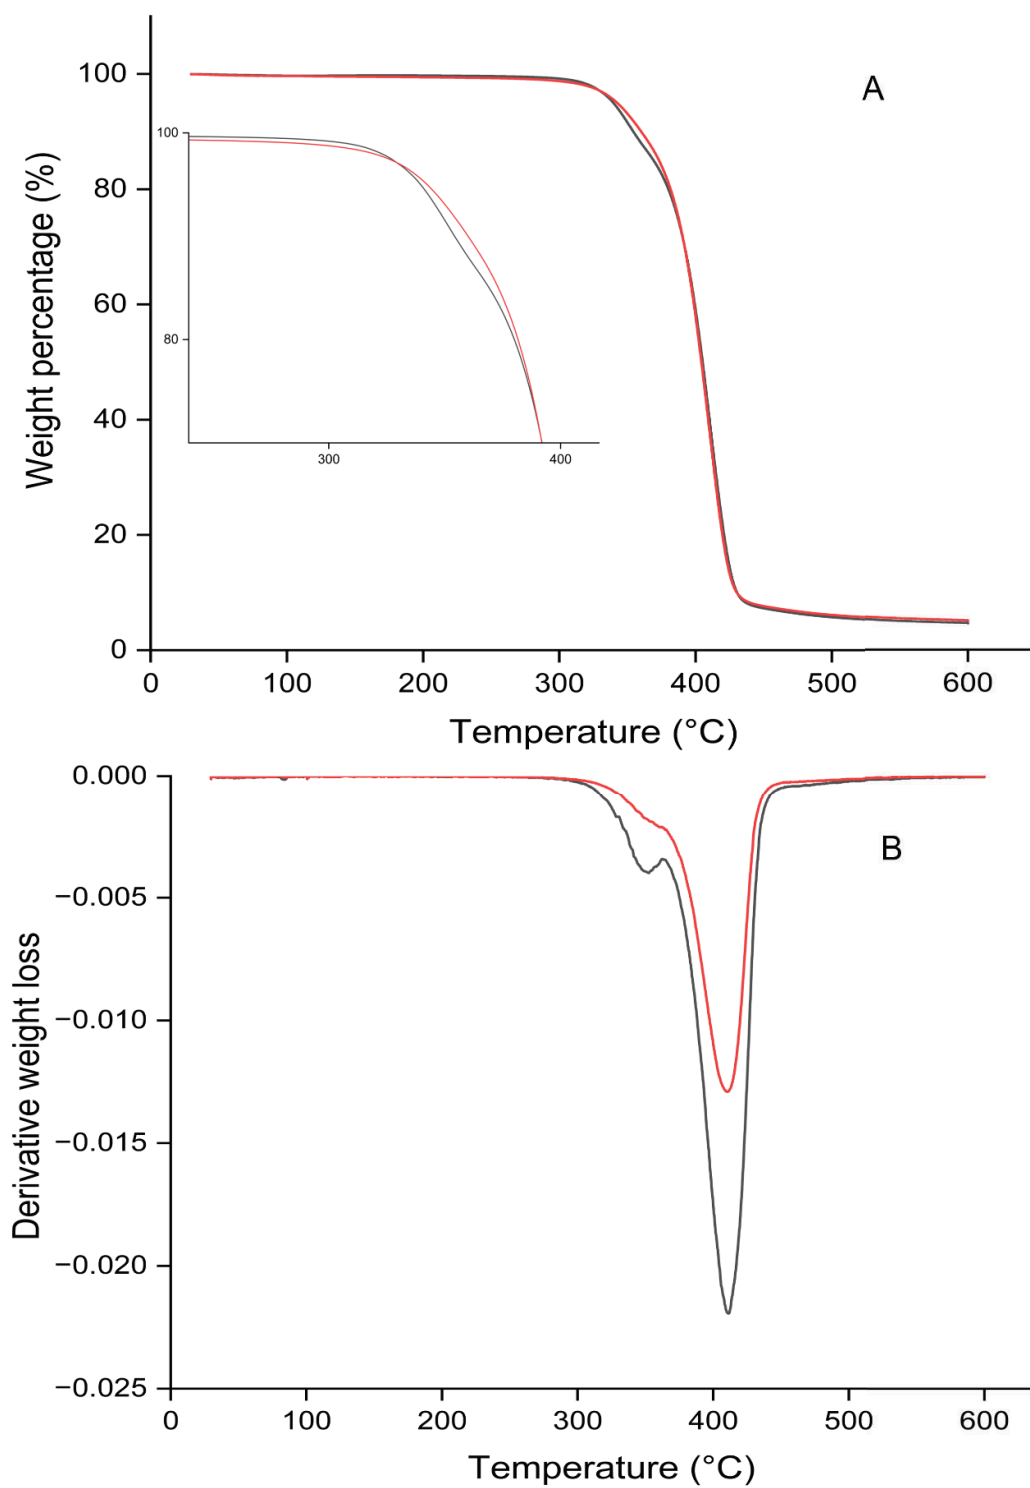 A
Weight percentage (%)
100
80
60
40
20
0
100
80
300 400
0 100 200 300 400 500 600
Temperature (°C)
B
Derivative weight loss
0.000
−0.005
−0.010
−0.015
−0.020
−0.025
0 100 200 300 400 500 600
Temperature (°C)